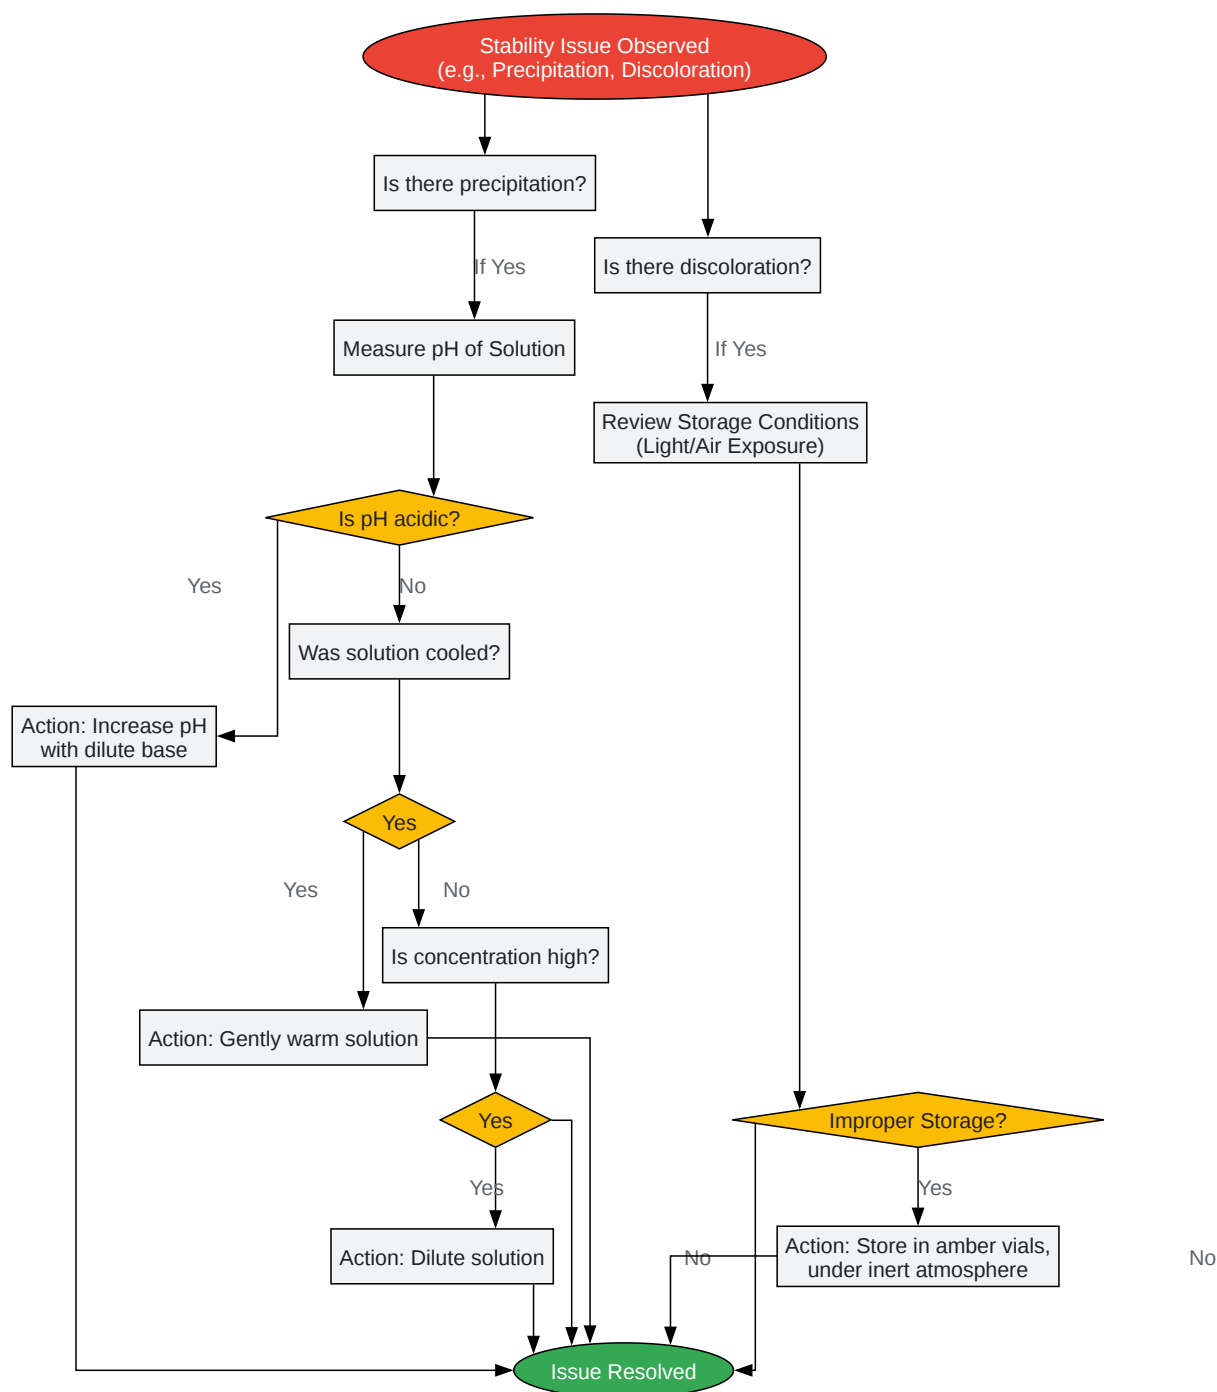 Stability Issue Observed
(e.g., Precipitation, Discoloration)
Is there precipitation?
If Yes
Is there discoloration?
Measure pH of Solution
If Yes
Review Storage Conditions
(Light/Air Exposure)
Is pH acidic?
Yes
No
Was solution cooled?
Action: Increase pH
with dilute base
Yes
Yes
No
Is concentration high?
Action: Gently warm solution
Yes
Improper Storage?
Yes
Yes
Action: Dilute solution
No
Action: Store in amber vials,
under inert atmosphere
No
Issue Resolved